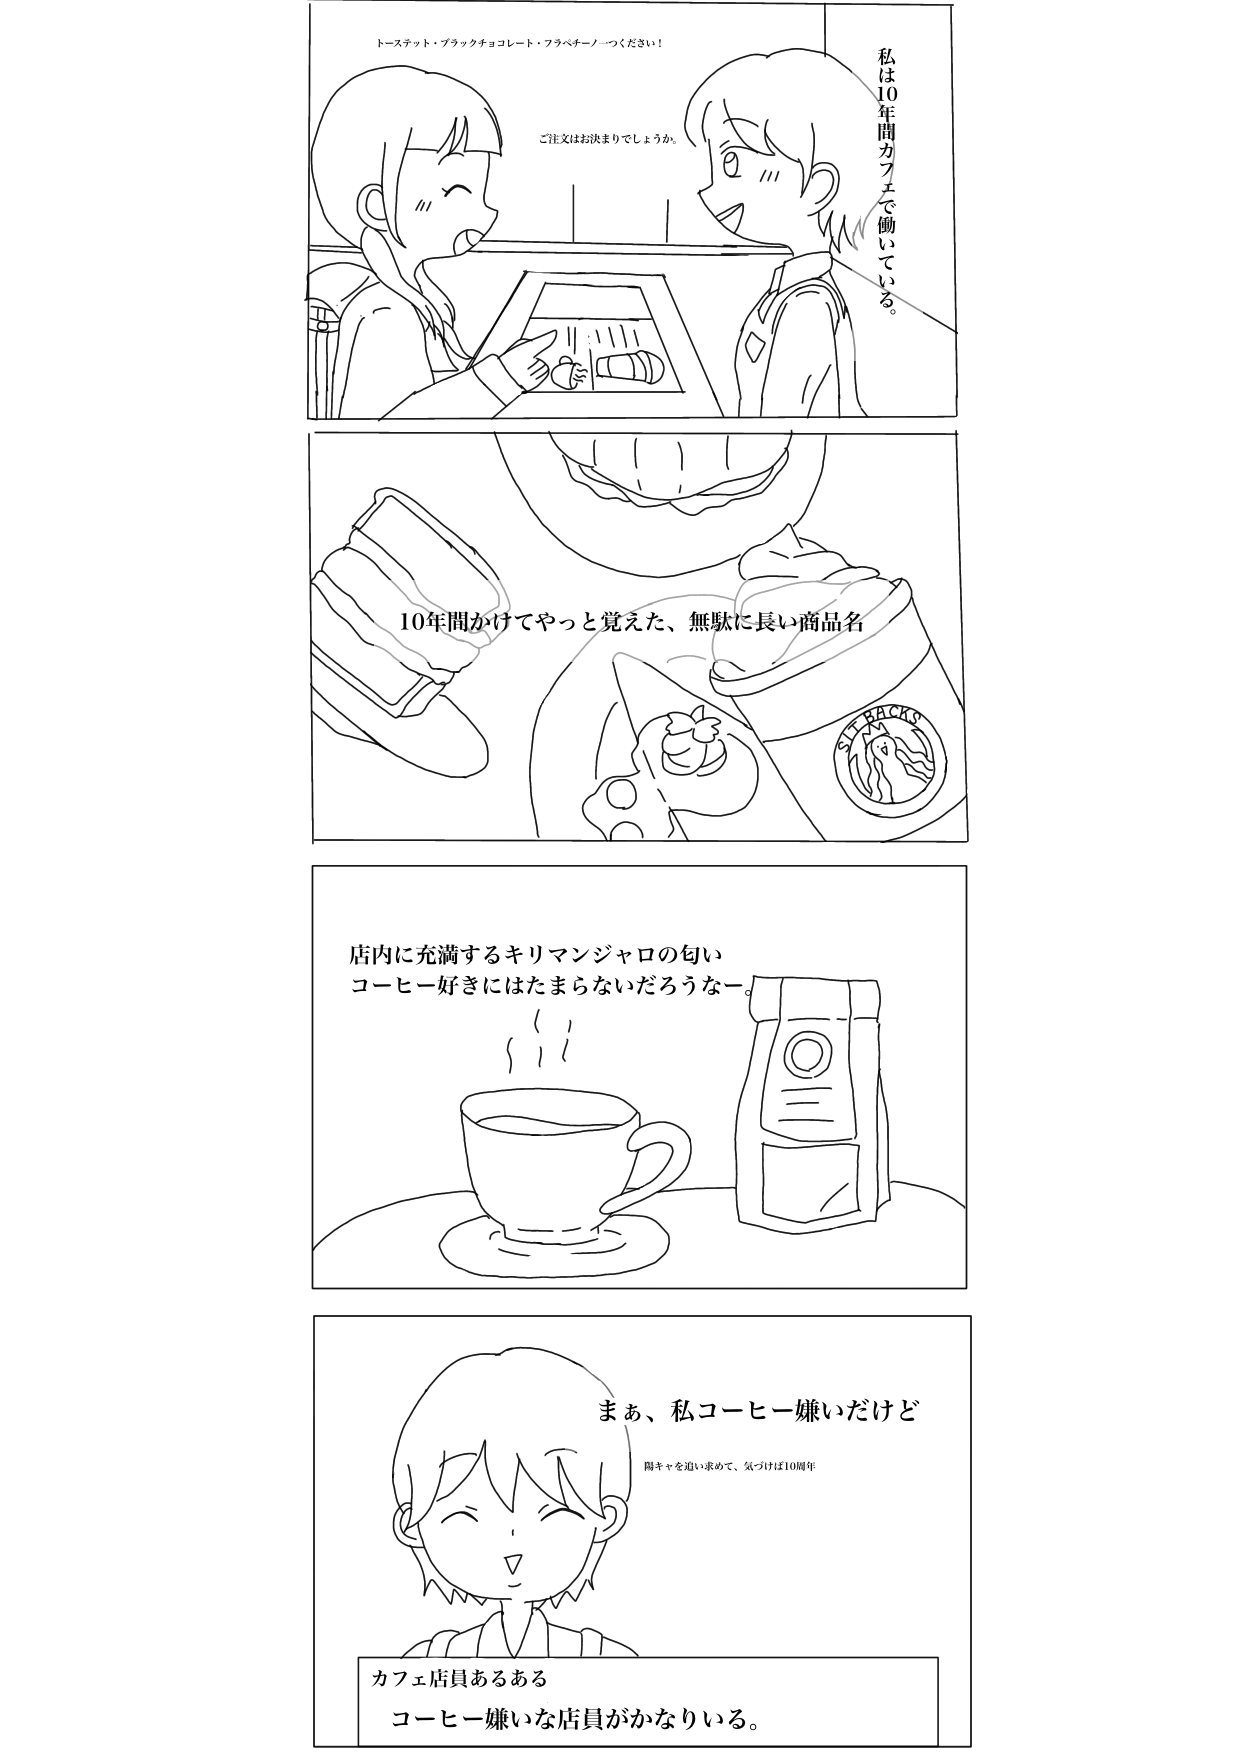 私は10年間カフェで働いている。
ご注文はお決まりでしょうか。
トーステット・ブラックチョコレート・フラペチーノ一つください！
10年間かけてやっと覚えた、無駄に長い商品名
SIT BACKS
店内に充満するキリマンジャロの匂い
コーヒー好きにはたまらないだろうなー。
まぁ、私コーヒー嫌いだけど
陽キャを追い求めて、気づけば10周年
カフェ店員あるある
コーヒー嫌いな店員がかなりいる。